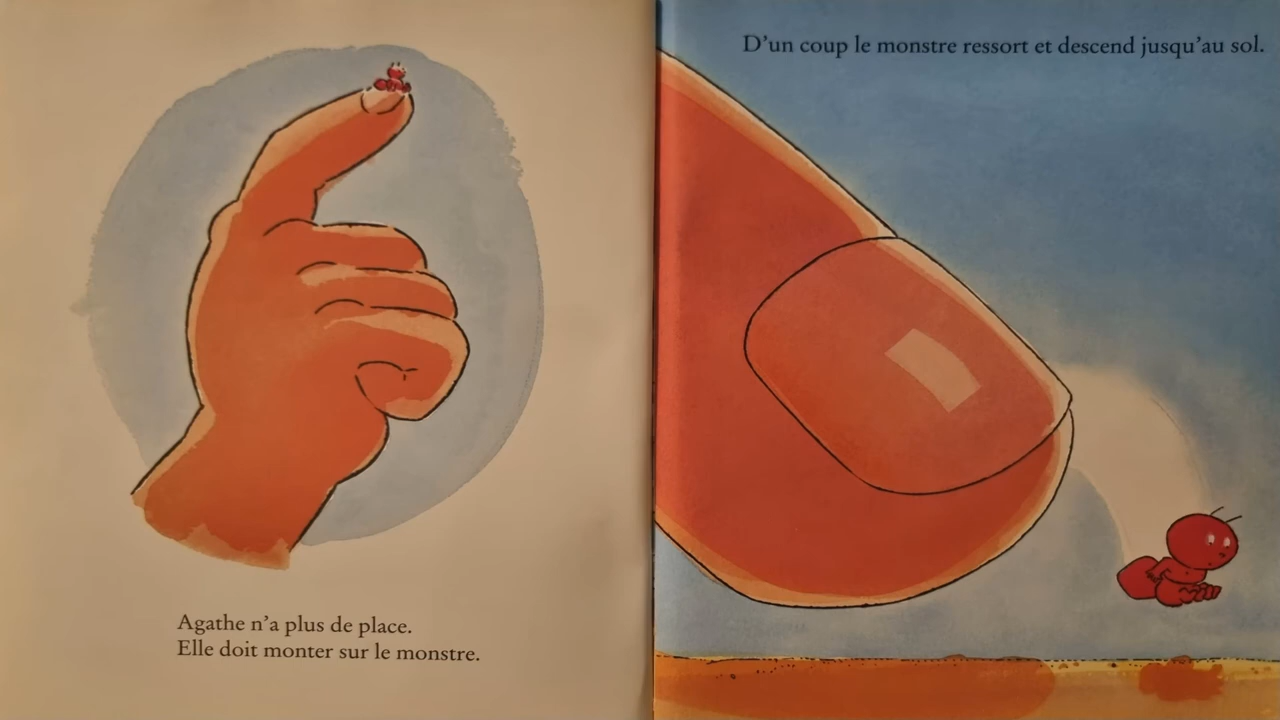 Agathe n'a plus de place.
Elle doit monter sur le monstre.
D'un coup le monstre ressort et descend jusqu'au sol.